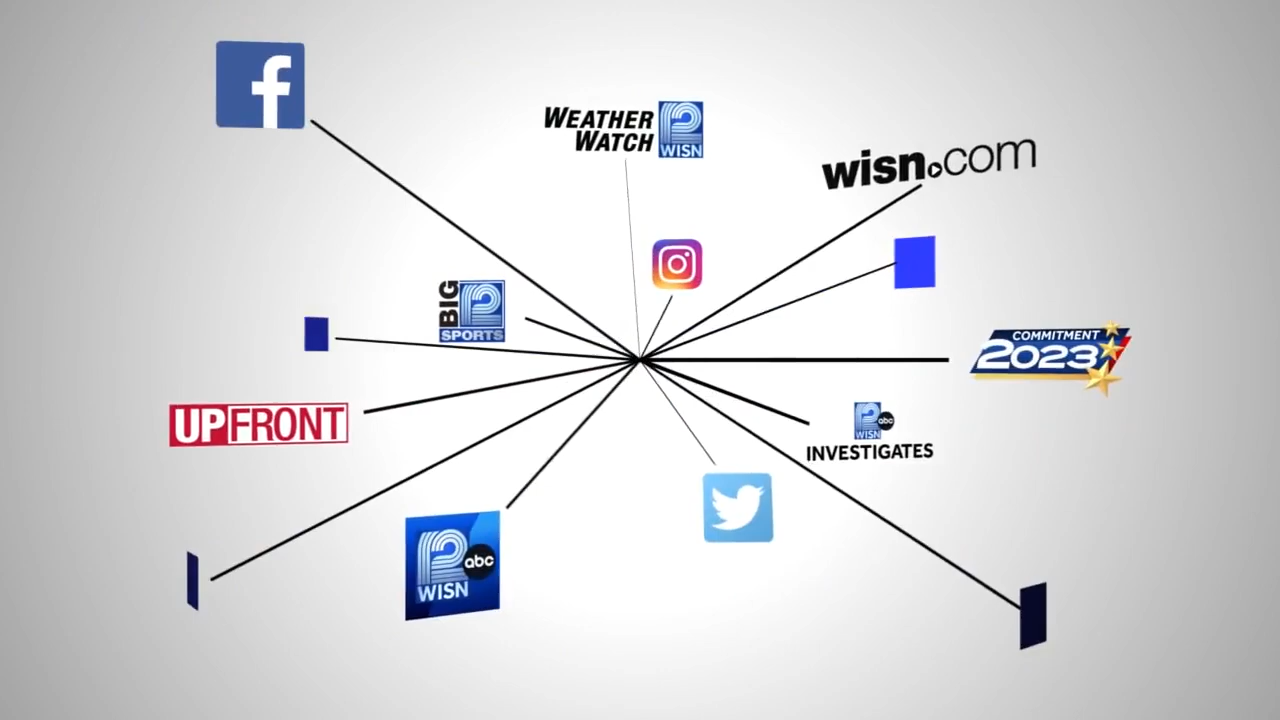 f
WEATHER
WATCH
12
WISN
wisn.com
BIG
12
SPORTS
COMMITMENT
2023
UPFRONT
12
WISN
abc
INVESTIGATES
12
abc
WISN